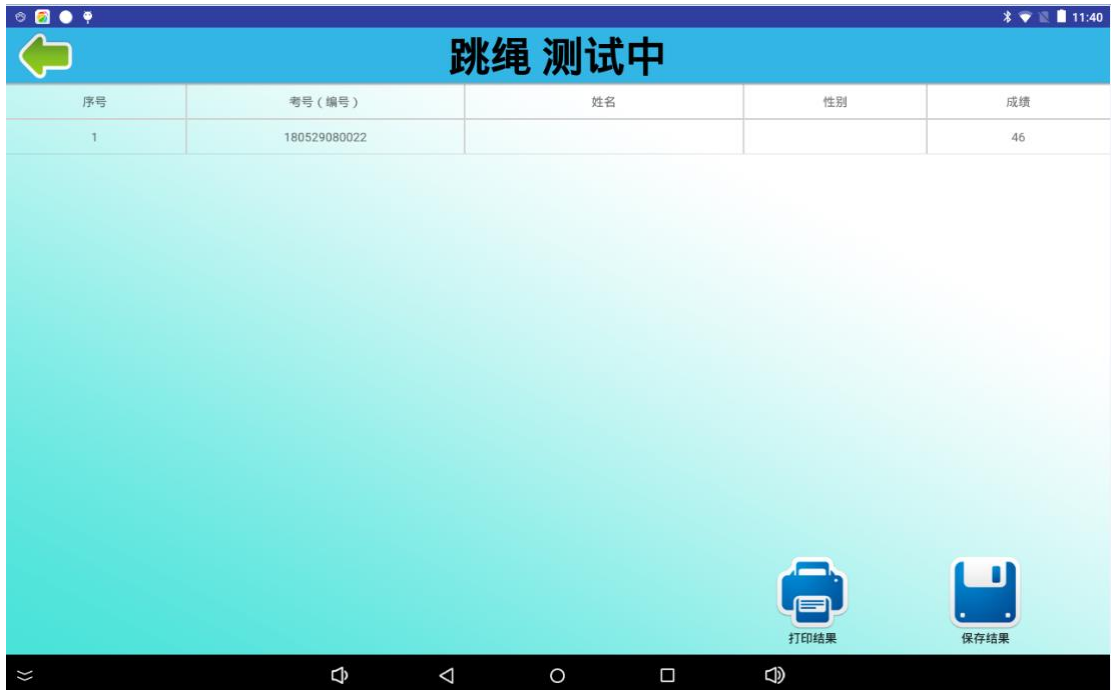 11:40
跳绳 测试中
序号 考号（编号） 姓名 性别 成绩
1 180529080022 46
打印结果 保存结果